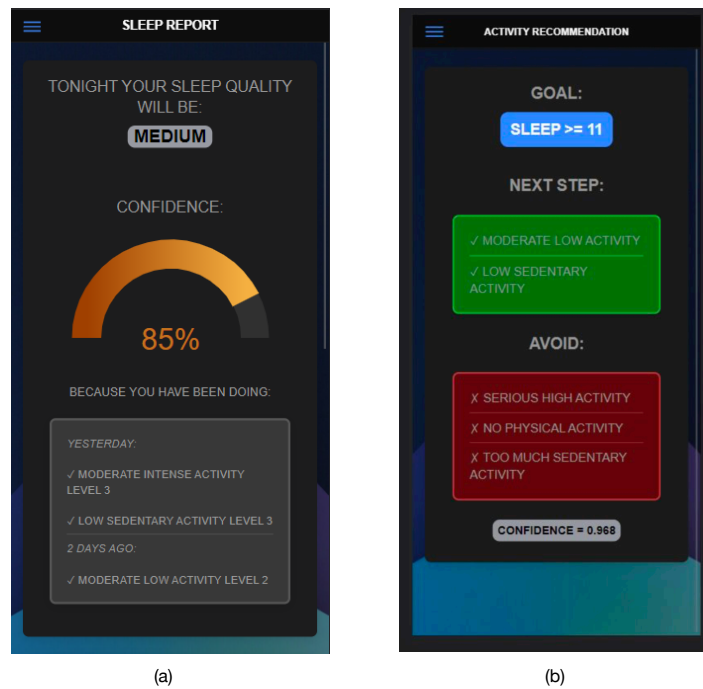 SLEEP REPORT
TONIGHT YOUR SLEEP QUALITY
WILL BE:
MEDIUM
CONFIDENCE:
85%
BECAUSE YOU HAVE BEEN DOING:
YESTERDAY:
✓ MODERATE INTENSE ACTIVITY
LEVEL 3
✓ LOW SEDENTARY ACTIVITY LEVEL 3
2 DAYS AGO:
✓ MODERATE LOW ACTIVITY LEVEL 2
(a)
ACTIVITY RECOMMENDATION
GOAL:
SLEEP >= 11
NEXT STEP:
✓ MODERATE LOW ACTIVITY
✓ LOW SEDENTARY
ACTIVITY
AVOID:
✗ SERIOUS HIGH ACTIVITY
✗ NO PHYSICAL ACTIVITY
✗ TOO MUCH SEDENTARY
ACTIVITY
CONFIDENCE = 0.968
(b)